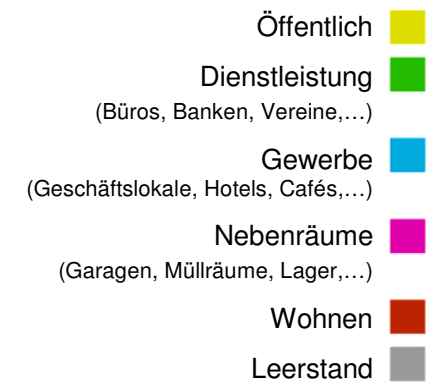 Öffentlich
Dienstleistung
(Büros, Banken, Vereine,…)
Gewerbe
(Geschäftslokale, Hotels, Cafés,…)
Nebenräume
(Garagen, Müllräume, Lager,…)
Wohnen
Leerstand